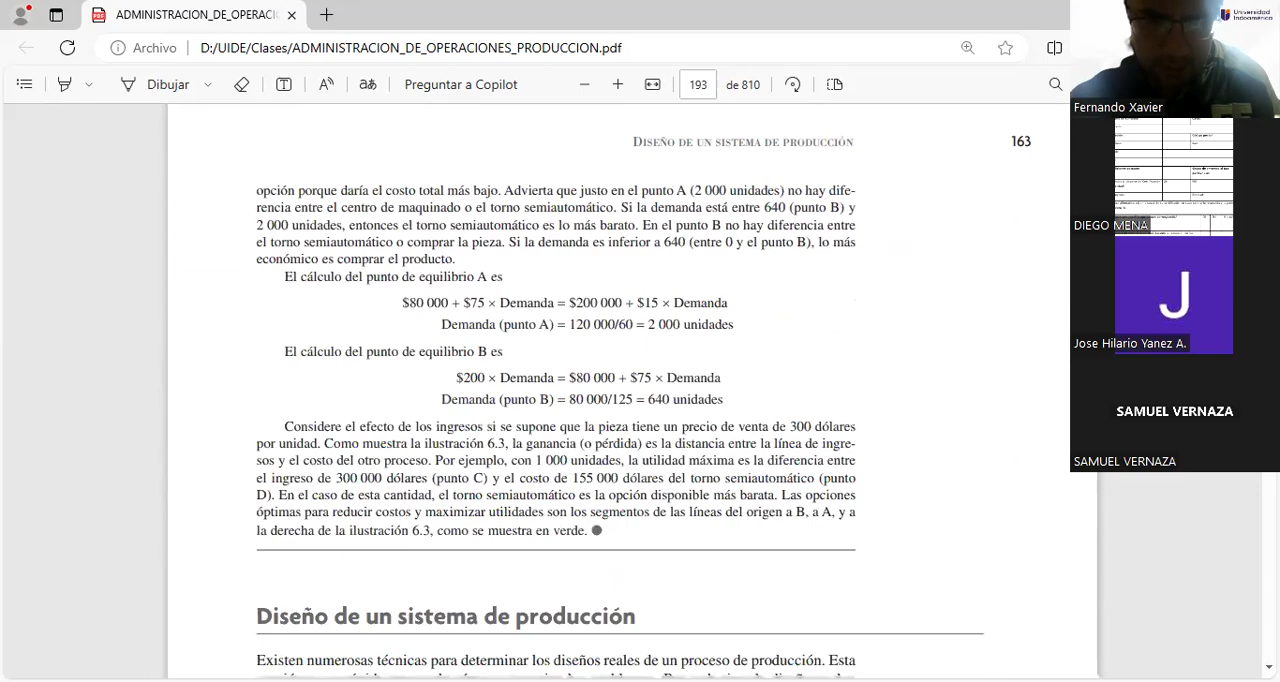 ADMINISTRACION_DE_OPERACI
Archivo
D:/UIDE/Clases/ADMINISTRACION_DE_OPERACIONES_PRODUCCION.pdf
Dibujar
Preguntar a Copilot
193
de 810
DISEÑO DE UN SISTEMA DE PRODUCCIÓN
163
opción porque daría el costo total más bajo. Advierta que justo en el punto A (2 000 unidades) no hay dife-
rencia entre el centro de maquinado o el torno semiautomático. Si la demanda está entre 640 (punto B) y
2 000 unidades, entonces el torno semiautomático es lo más barato. En el punto B no hay diferencia entre
el torno semiautomático o comprar la pieza. Si la demanda es inferior a 640 (entre 0 y el punto B), lo más
económico es comprar el producto.
El cálculo del punto de equilibrio A es
$80 000 + $75 × Demanda = $200 000 + $15 × Demanda
Demanda (punto A) = 120 000/60 = 2 000 unidades
El cálculo del punto de equilibrio B es
$200 × Demanda = $80 000 + $75 × Demanda
Demanda (punto B) = 80 000/125 = 640 unidades
Considere el efecto de los ingresos si se supone que la pieza tiene un precio de venta de 300 dólares
por unidad. Como muestra la ilustración 6.3, la ganancia (o pérdida) es la distancia entre la línea de ingre-
sos y el costo del otro proceso. Por ejemplo, con 1 000 unidades, la utilidad máxima es la diferencia entre
el ingreso de 300 000 dólares (punto C) y el costo de 155 000 dólares del torno semiautomático (punto
D). En el caso de esta cantidad, el torno semiautomático es la opción disponible más barata. Las opciones
óptimas para reducir costos y maximizar utilidades son los segmentos de las líneas del origen a B, a A, y a
la derecha de la ilustración 6.3, como se muestra en verde.
Diseño de un sistema de producción
Existen numerosas técnicas para determinar los diseños reales de un proceso de producción. Esta
Universidad
Indoamérica
Fernando Xavier
DIEGO MENA
J
Jose Hilario Yanez A.
SAMUEL VERNAZA
SAMUEL VERNAZA